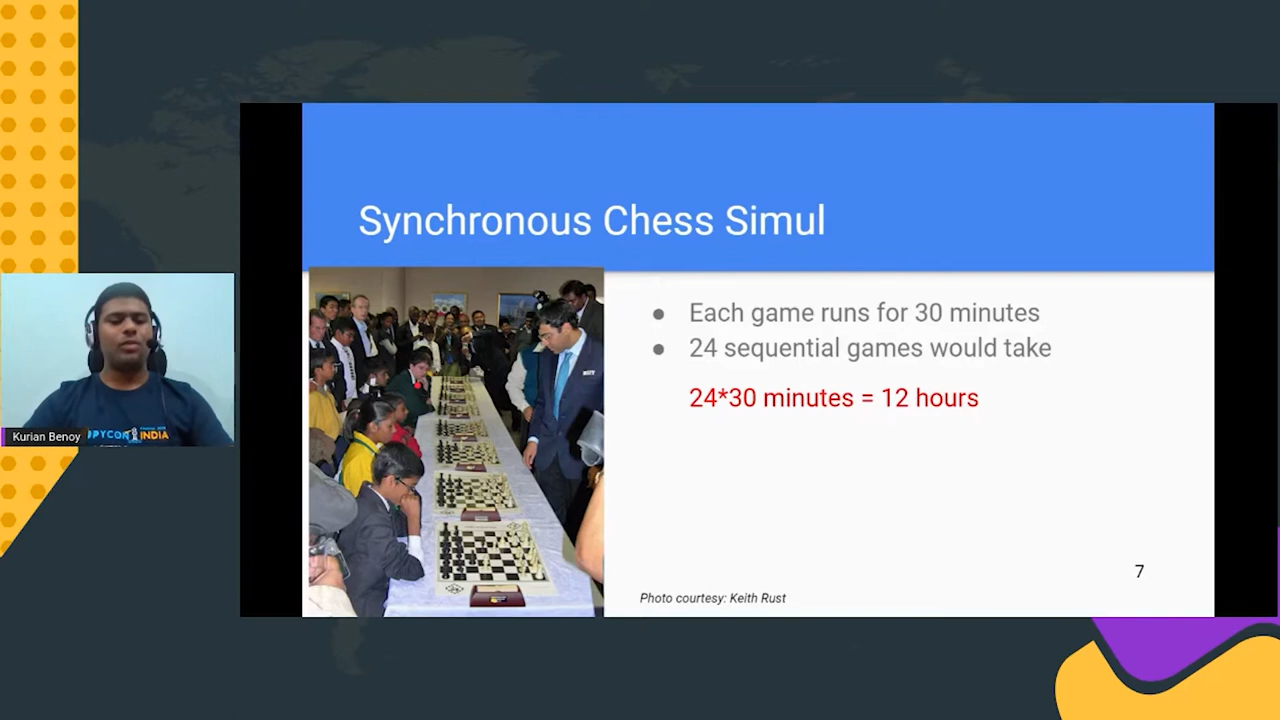 Synchronous Chess Simul
● Each game runs for 30 minutes
● 24 sequential games would take
24*30 minutes = 12 hours
7
Photo courtesy: Keith Rust
Kurian Benoy
PYCON INDIA